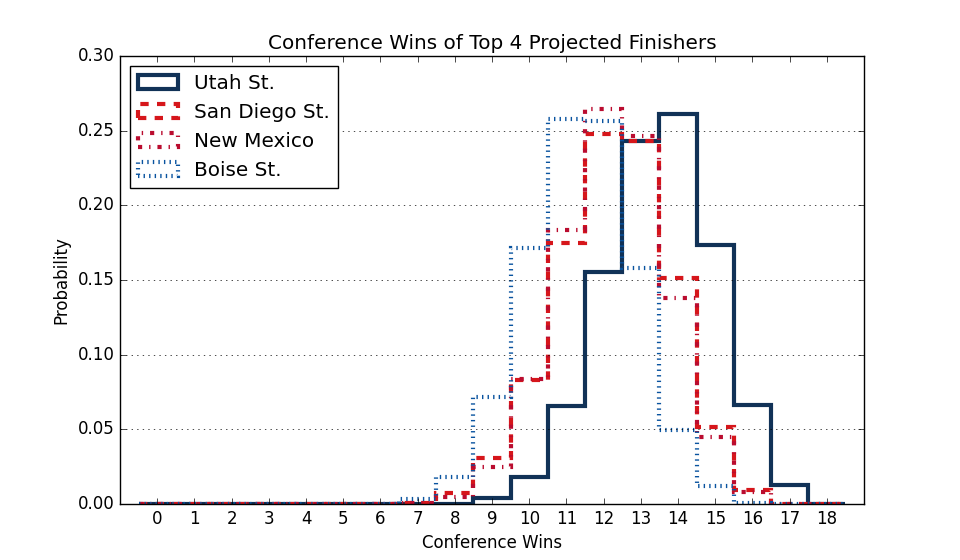 Conference Wins of Top 4 Projected Finishers
0.30
0.25
0.20
0.15
0.10
0.05
0.00
Probability
Utah St.
San Diego St.
New Mexico
Boise St.
0 1 2 3 4 5 6 7 8 9 10 11 12 13 14 15 16 17 18
Conference Wins